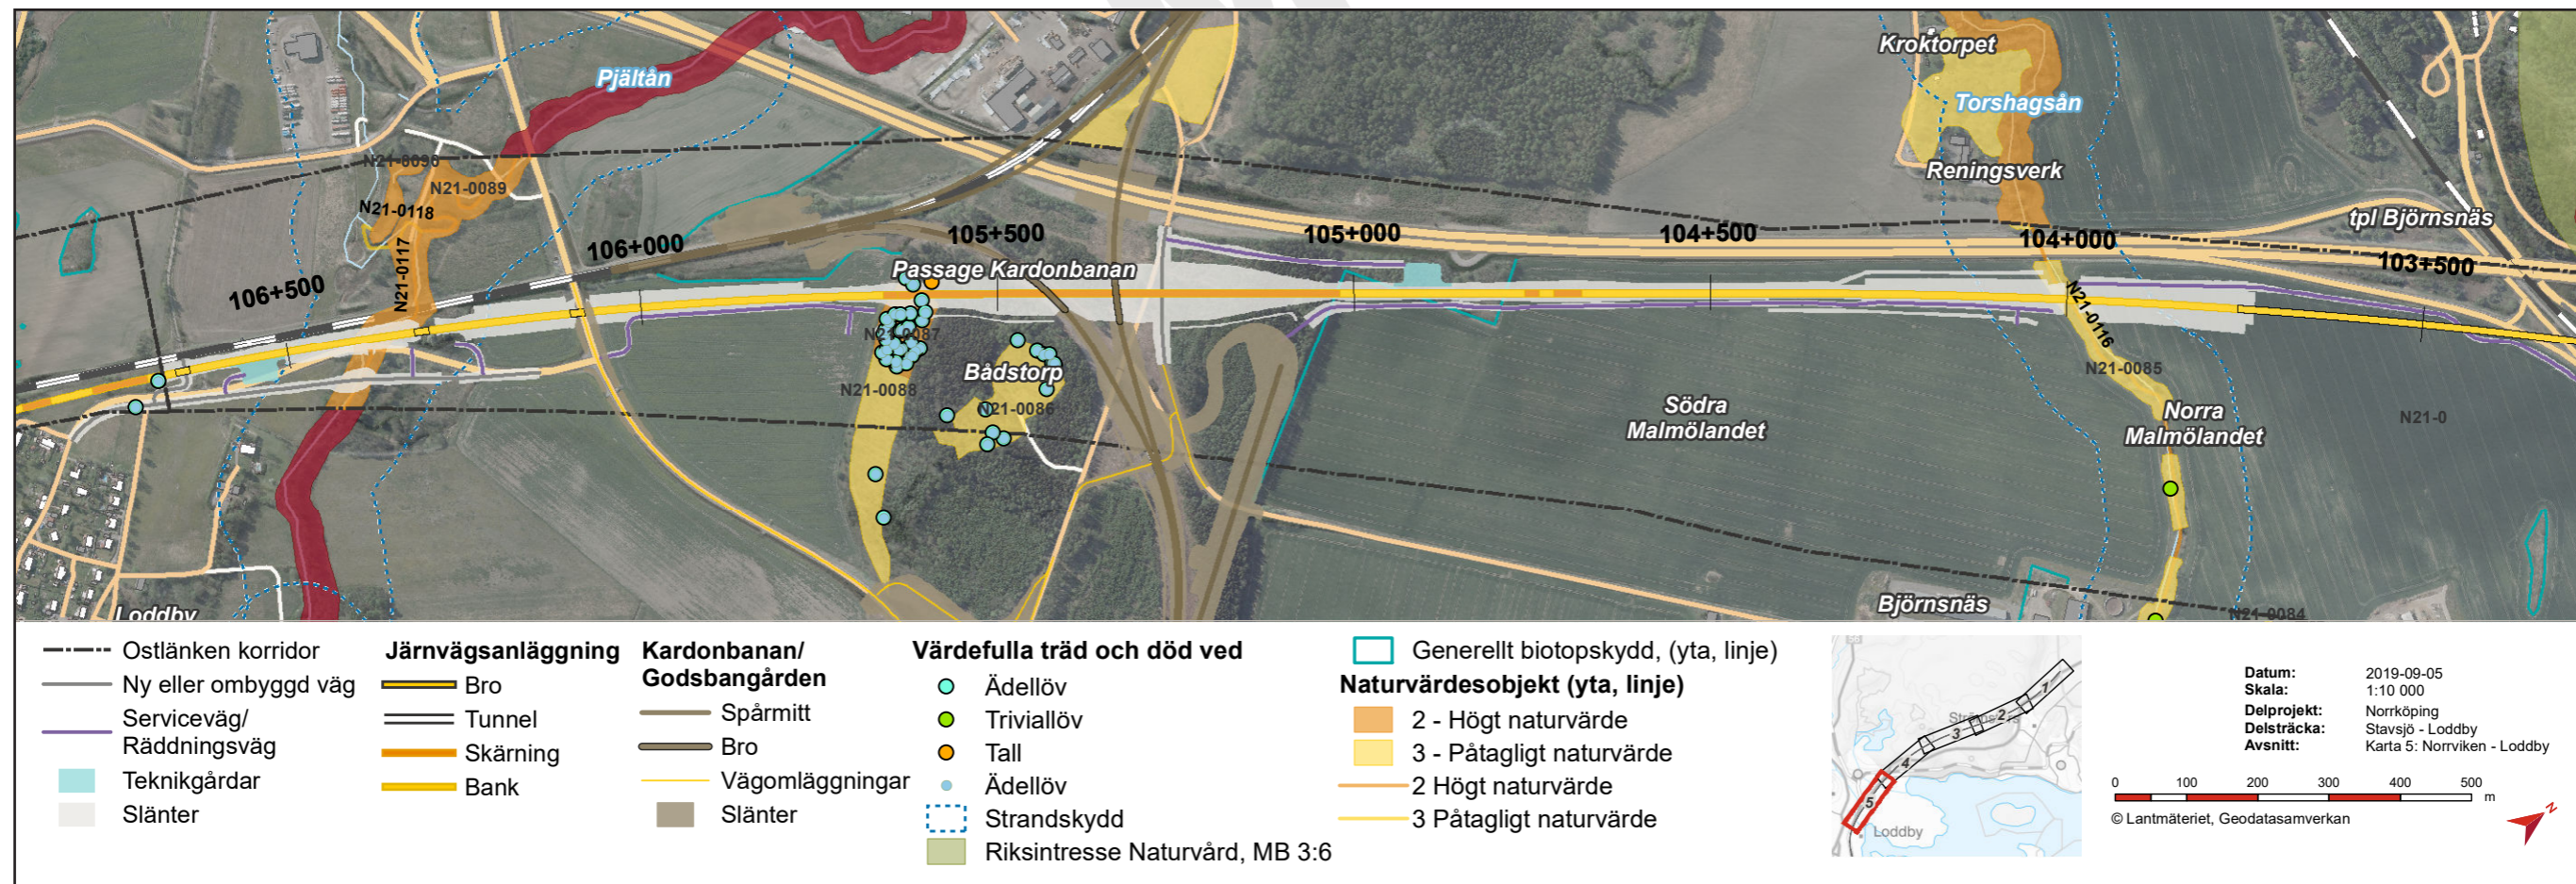 Kroktorpet
Pjältån
Torshagsån
N21-0090
N21-0089
Reningsverk
N21-0118
tpl Björnsnäs
106+000
105+500
105+000
104+500
104+000
103+500
Passage Kardonbanan
N21-0117
106+500
N21-0116
N21-0087
N21-0085
Bådstorp
N21-0088
N21-0086
Södra
Malmölandet
Norra
Malmölandet
N21-0
Björnsnäs
Loddby
N21-0084
Ostlänken korridor
Ny eller ombyggd väg
Serviceväg/
Räddningsväg
Teknikgårdar
Slänter
Järnvägsanläggning
Bro
Tunnel
Skärning
Bank
Kardonbanan/
Godsbangården
Spårmitt
Bro
Vägomläggningar
Slänter
Värdefulla träd och död ved
Ädellöv
Triviallöv
Tall
Ädellöv
Strandskydd
Riksintresse Naturvård, MB 3:6
Generellt biotopskydd, (yta, linje)
Naturvärdesobjekt (yta, linje)
2 - Högt naturvärde
3 - Påtagligt naturvärde
2 Högt naturvärde
3 Påtagligt naturvärde
1
2
3
4
5
Loddby
Datum: 2019-09-05
Skala: 1:10 000
Delprojekt: Norrköping
Delsträcka: Stavsjö - Loddby
Avsnitt: Karta 5: Norrviken - Loddby
0 100 200 300 400 500
m
© Lantmäteriet, Geodatasamverkan
N